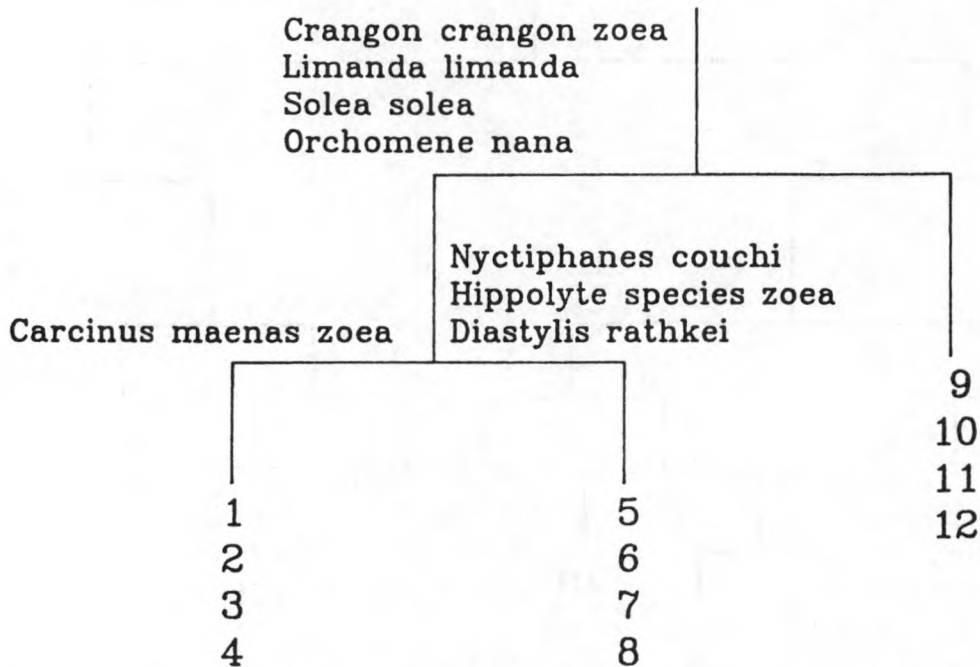 Crangon crangon zoea
Limanda limanda
Solea solea
Orchomene nana
Nyctiphanes couchi
Hippolyte species zoea
Carcinus maenas zoea
Diastylis rathkei
1
2
3
4
5
6
7
8
9
10
11
12